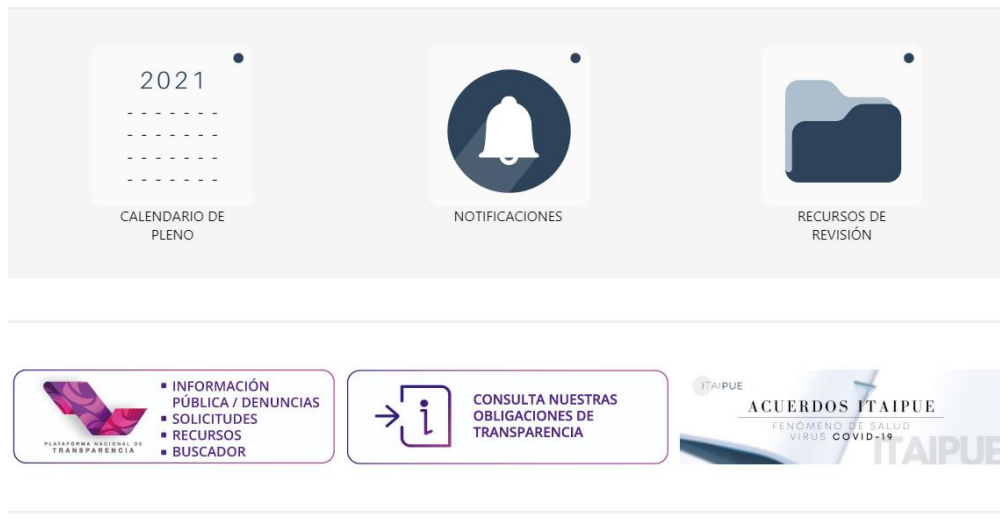 2021
CALENDARIO DE
PLENO
NOTIFICACIONES
RECURSOS DE
REVISIÓN
PLATAFORMA NACIONAL DE
TRANSPARENCIA
▪ INFORMACIÓN
PÚBLICA / DENUNCIAS
▪ SOLICITUDES
▪ RECURSOS
▪ BUSCADOR
i
CONSULTA NUESTRAS
OBLIGACIONES DE
TRANSPARENCIA
ITAIPUE
ACUERDOS ITAIPUE
FENÓMENO DE SALUD
VIRUS COVID-19
ITAIPUE